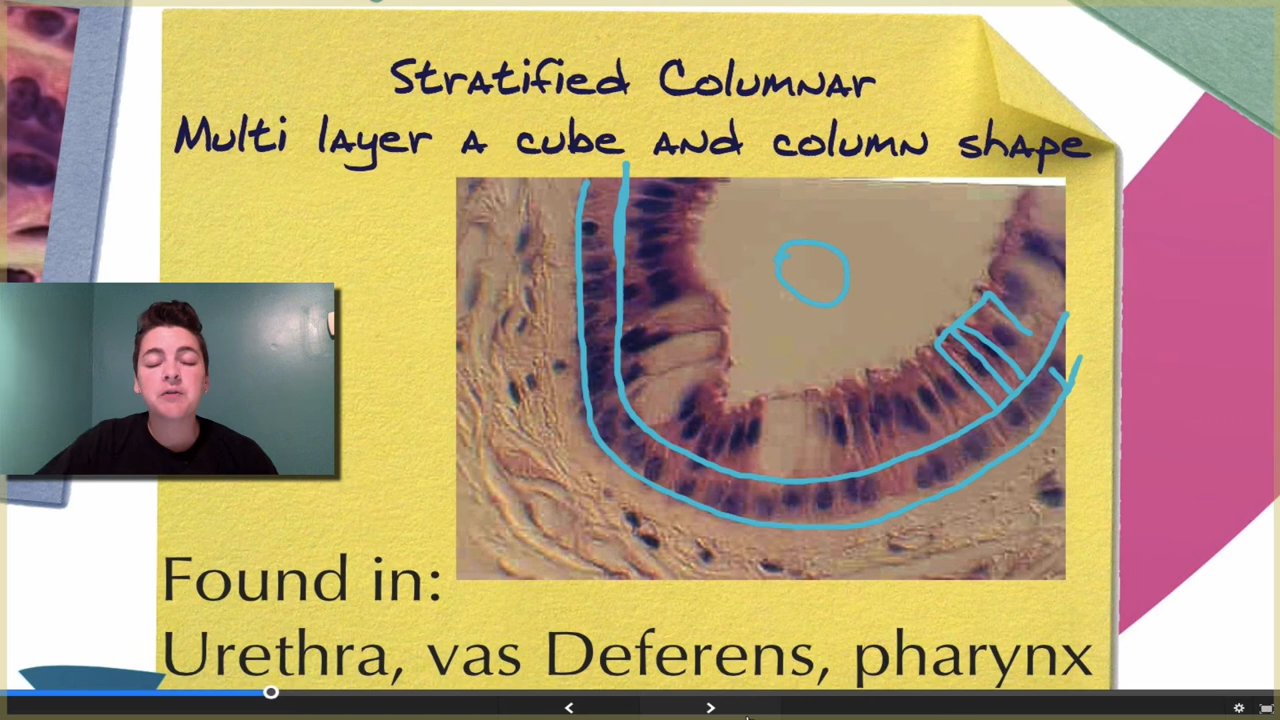 Stratified Columnar
Multi layer a cube and column shape
Found in:
Urethra, vas Deferens, pharynx